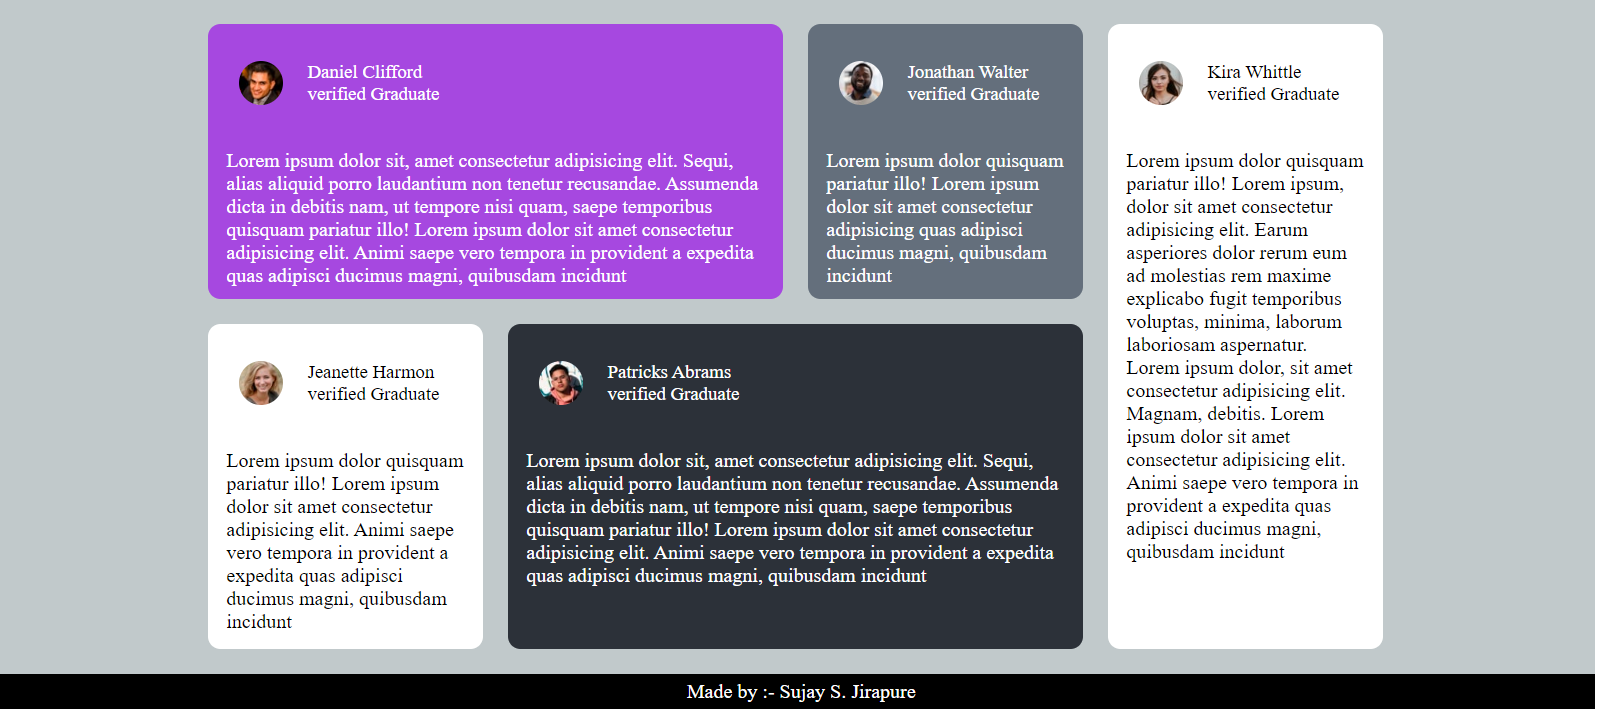 Daniel Clifford
verified Graduate
Lorem ipsum dolor sit, amet consectetur adipisicing elit. Sequi,
alias aliquid porro laudantium non tenetur recusandae. Assumenda
dicta in debitis nam, ut tempore nisi quam, saepe temporibus
quisquam pariatur illo! Lorem ipsum dolor sit amet consectetur
adipisicing elit. Animi saepe vero tempora in provident a expedita
quas adipisci ducimus magni, quibusdam incidunt
Jonathan Walter
verified Graduate
Lorem ipsum dolor quisquam
pariatur illo! Lorem ipsum
dolor sit amet consectetur
adipisicing quas adipisci
ducimus magni, quibusdam
incidunt
Kira Whittle
verified Graduate
Lorem ipsum dolor quisquam
pariatur illo! Lorem ipsum,
dolor sit amet consectetur
adipisicing elit. Earum
asperiores dolor rerum eum
ad molestias rem maxime
explicabo fugit temporibus
voluptas, minima, laborum
laboriosam aspernatur.
Lorem ipsum dolor, sit amet
consectetur adipisicing elit.
Magnam, debitis. Lorem
ipsum dolor sit amet
consectetur adipisicing elit.
Animi saepe vero tempora in
provident a expedita quas
adipisci ducimus magni,
quibusdam incidunt
Jeanette Harmon
verified Graduate
Lorem ipsum dolor quisquam
pariatur illo! Lorem ipsum
dolor sit amet consectetur
adipisicing elit. Animi saepe
vero tempora in provident a
expedita quas adipisci
ducimus magni, quibusdam
incidunt
Patricks Abrams
verified Graduate
Lorem ipsum dolor sit, amet consectetur adipisicing elit. Sequi,
alias aliquid porro laudantium non tenetur recusandae. Assumenda
dicta in debitis nam, ut tempore nisi quam, saepe temporibus
quisquam pariatur illo! Lorem ipsum dolor sit amet consectetur
adipisicing elit. Animi saepe vero tempora in provident a expedita
quas adipisci ducimus magni, quibusdam incidunt
Made by :- Sujay S. Jirapure